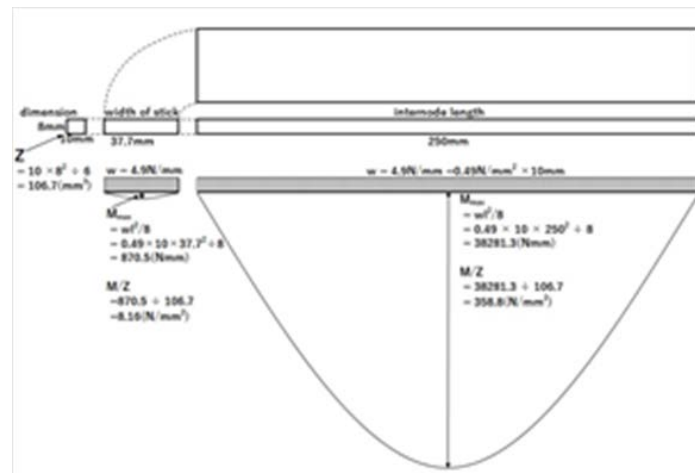 dimension
width of stick
internode length
8mm
10mm
37.7mm
250mm
Z
= 10 × 8² ÷ 6
= 106.7(mm³)
w = 4.9N/mm
w = 4.9N/mm =0.49N/mm² × 10mm
Mmax
= wl²/8
= 0.49 × 10 × 37.7² ÷ 8
= 870.5(Nmm)
M/Z
=870.5 ÷ 106.7
=8.16(N/mm²)
Mmax
= wl²/8
= 0.49 × 10 × 250² ÷ 8
= 38281.3(Nmm)
M/Z
= 38281.3 ÷ 106.7
= 358.8(N/mm²)